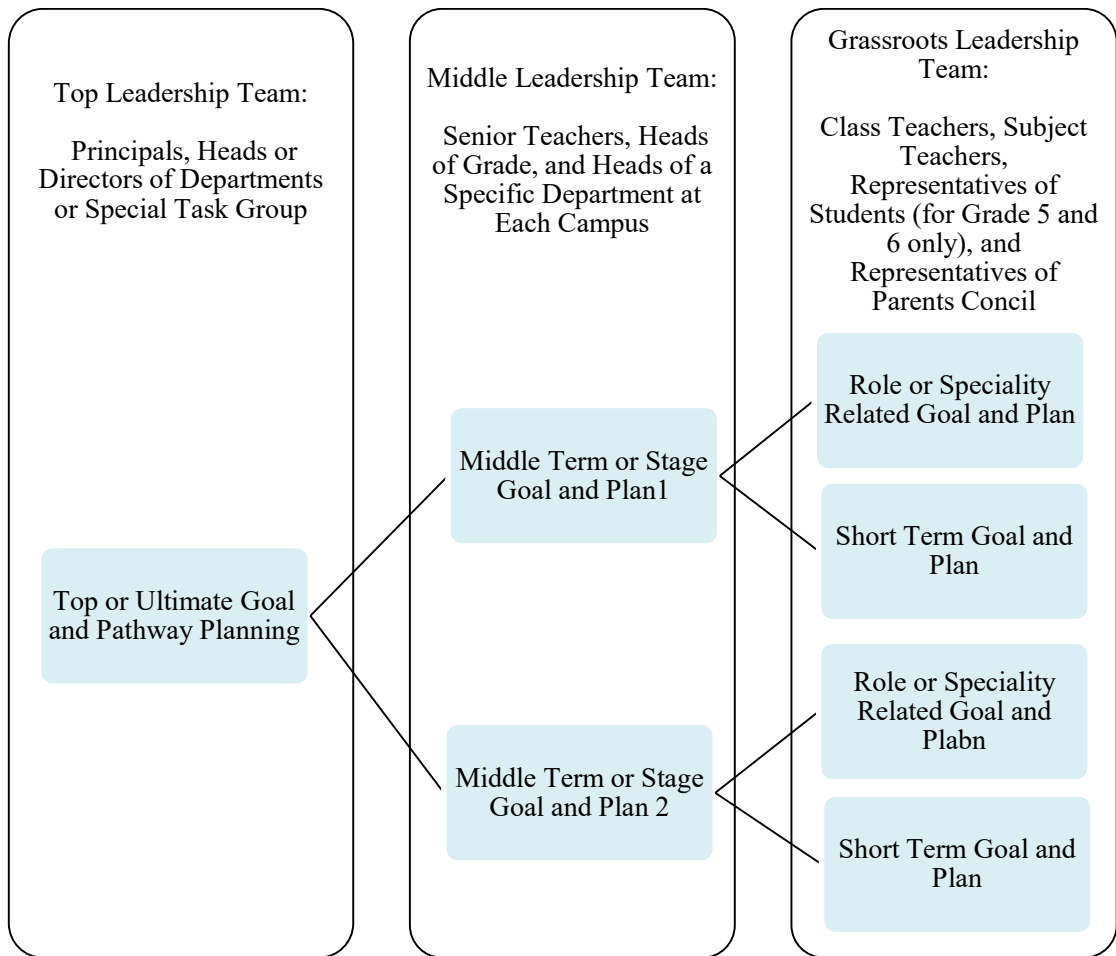 Top Leadership Team:
Principals, Heads or
Directors of Departments
or Special Task Group
Top or Ultimate Goal
and Pathway Planning
Middle Leadership Team:
Senior Teachers, Heads
of Grade, and Heads of a
Specific Department at
Each Campus
Middle Term or Stage
Goal and Plan1
Middle Term or Stage
Goal and Plan 2
Grassroots Leadership
Team:
Class Teachers, Subject
Teachers,
Representatives of
Students (for Grade 5 and
6 only), and
Representatives of
Parents Concil
Role or Speciality
Related Goal and Plan
Short Term Goal and
Plan
Role or Speciality
Related Goal and
Plabn
Short Term Goal and
Plan